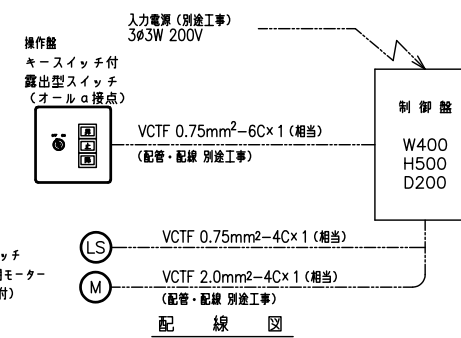 入力電源 (別途工事)
3ø3W 200V
操作盤
キースイッチ付
露出型スイッチ
(オールa接点)
制御盤
W400
H500
D200
VCTF 0.75mm²-6C×1 (相当)
(配管・配線 別途工事)
LS
VCTF 0.75mm²-4C×1 (相当)
ッチ
モーター
付)
M
VCTF 2.0mm²-4C×1 (相当)
(配管・配線 別途工事)
配線図